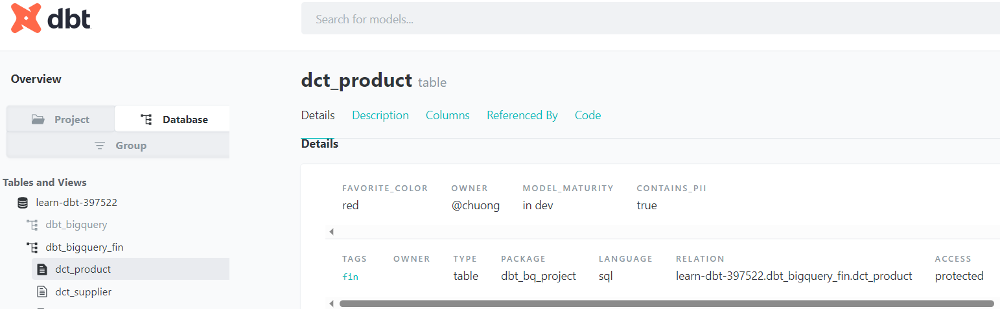 dbt
Search for models...
Overview
Project
Database
Group
Tables and Views
learn-dbt-397522
dbt_bigquery
dbt_bigquery_fin
dct_product
dct_supplier
dct_product table
Details Description Columns Referenced By Code
Details
FAVORITE_COLOR OWNER MODEL_MATURITY CONTAINS_PII
red @chuong in dev true
TAGS OWNER TYPE PACKAGE LANGUAGE RELATION ACCESS
fin table dbt_bq_project sql learn-dbt-397522.dbt_bigquery_fin.dct_product protected